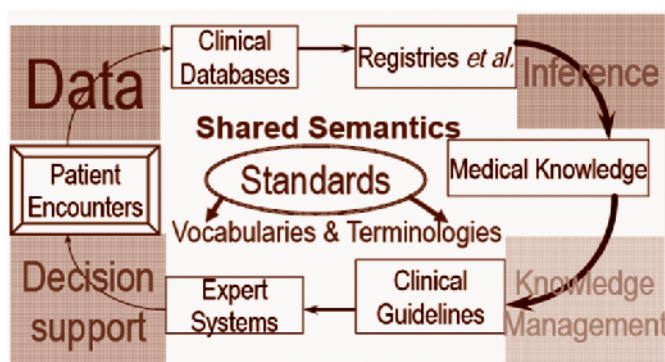 Data
Clinical
Databases
Registries et al.
Inference
Shared Semantics
Patient
Encounters
Standards
Medical Knowledge
Vocabularies & Terminologies
Decision
support
Expert
Systems
Clinical
Guidelines
Knowledge
Management